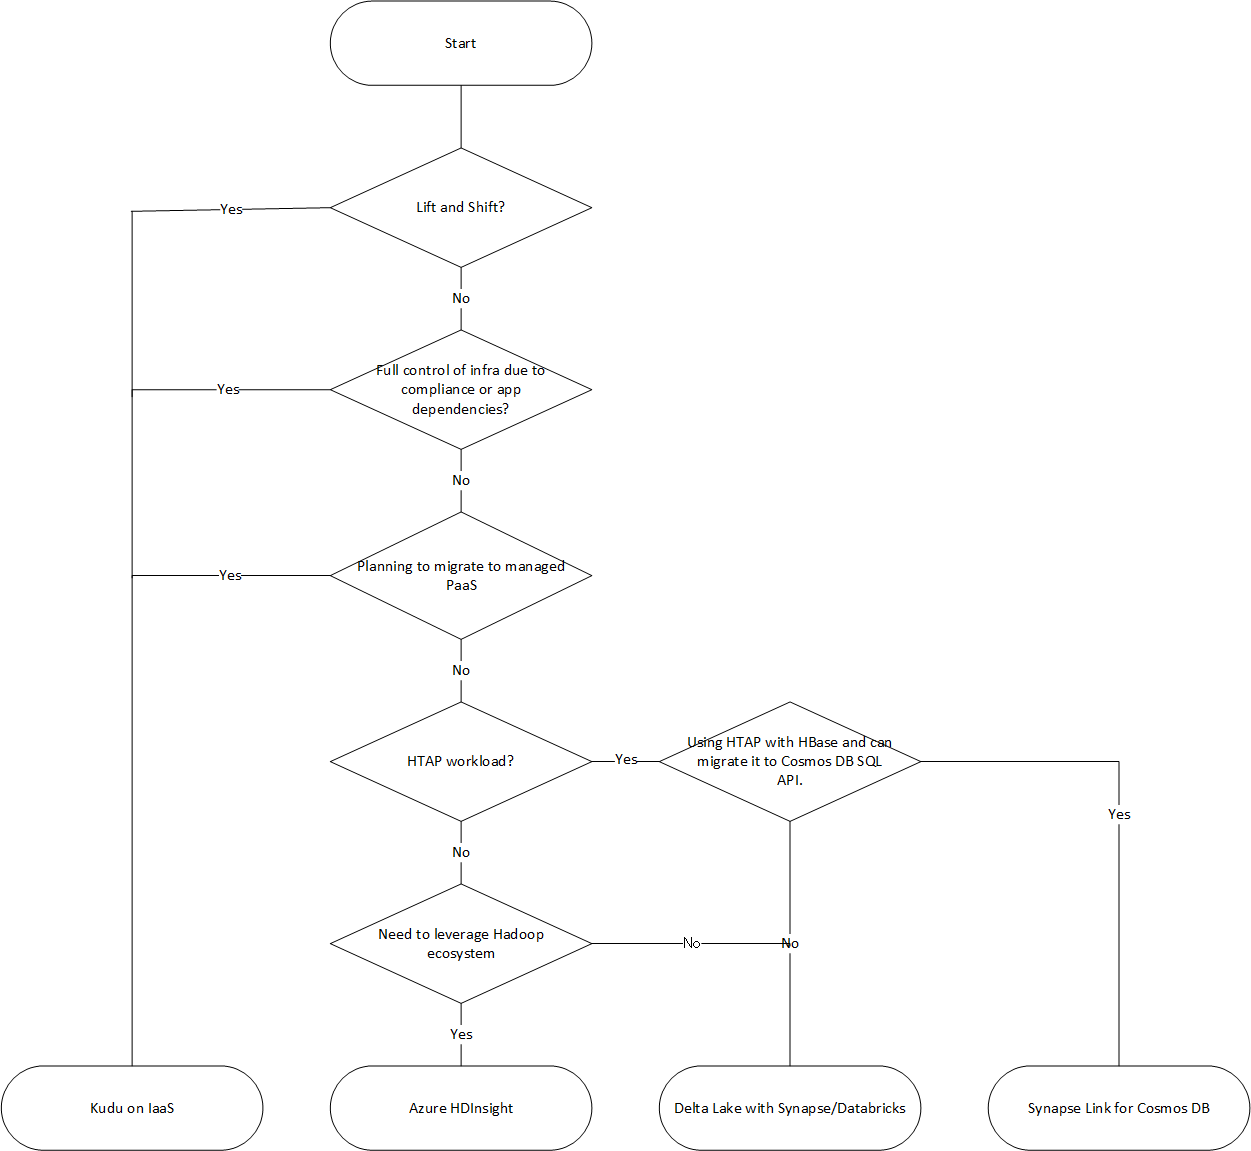 Start
Lift and Shift?
Yes
No
Full control of infra due to
compliance or app
dependencies?
Yes
No
Planning to migrate to managed
PaaS
Yes
No
HTAP workload?
Yes
Using HTAP with HBase and can
migrate it to Cosmos DB SQL
API.
Yes
No
Need to leverage Hadoop
ecosystem
No
No
Yes
Kudu on IaaS
Azure HDInsight
Delta Lake with Synapse/Databricks
Synapse Link for Cosmos DB